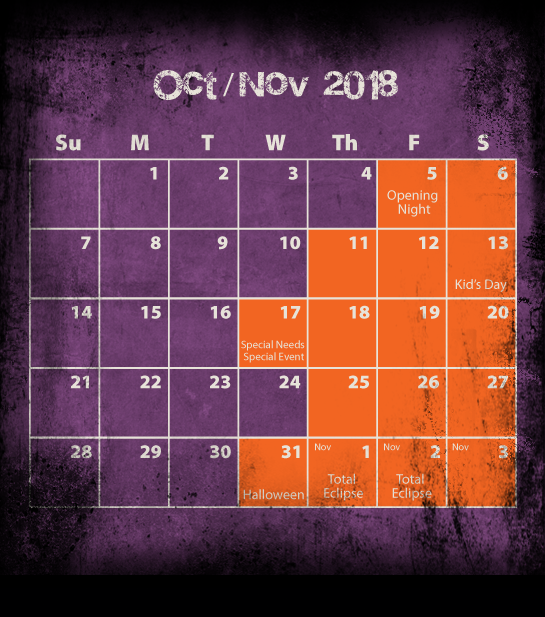 Oct/Nov 2018
Su M T W Th F S
1 2 3 4 5 6
Opening
Night
7 8 9 10 11 12 13
Kid's Day
14 15 16 17 18 19 20
Special Needs
Special Event
21 22 23 24 25 26 27
28 29 30 31 Nov 1 Nov 2 Nov 3
Halloween
Total
Eclipse
Total
Eclipse